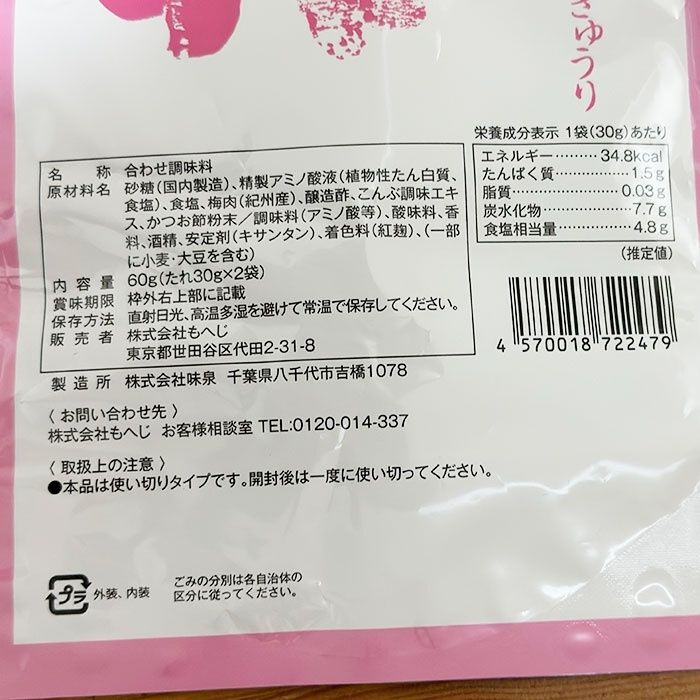 きゅうり
栄養成分表示 1袋(30g)あたり
エネルギー………34.8kcal
たんぱく質…………1.5g
脂質………………0.03g
炭水化物……………7.7g
食塩相当量…………4.8g
(推定値)
名称 合わせ調味料
原材料名 砂糖(国内製造)、精製アミノ酸液(植物性たん白質、
食塩)、食塩、梅肉(紀州産)、醸造酢、こんぶ調味エキ
ス、かつお節粉末／調味料(アミノ酸等)、酸味料、香
料、酒精、安定剤(キサンタン)、着色料(紅麹)、(一部
に小麦・大豆を含む)
内容量 60g(たれ30g×2袋)
賞味期限 枠外右上部に記載
保存方法 直射日光、高温多湿を避けて常温で保存してください。
販売者 株式会社もへじ
東京都世田谷区代田2-31-8
製造所 株式会社味泉 千葉県八千代市吉橋1078
4 570018 722479
〈お問い合わせ先〉
株式会社もへじ お客様相談室 TEL:0120-014-337
〈取扱上の注意〉
●本品は使い切りタイプです。開封後は一度に使い切ってください。
プラ 外装、内装
ごみの分別は各自治体の
区分に従ってください。